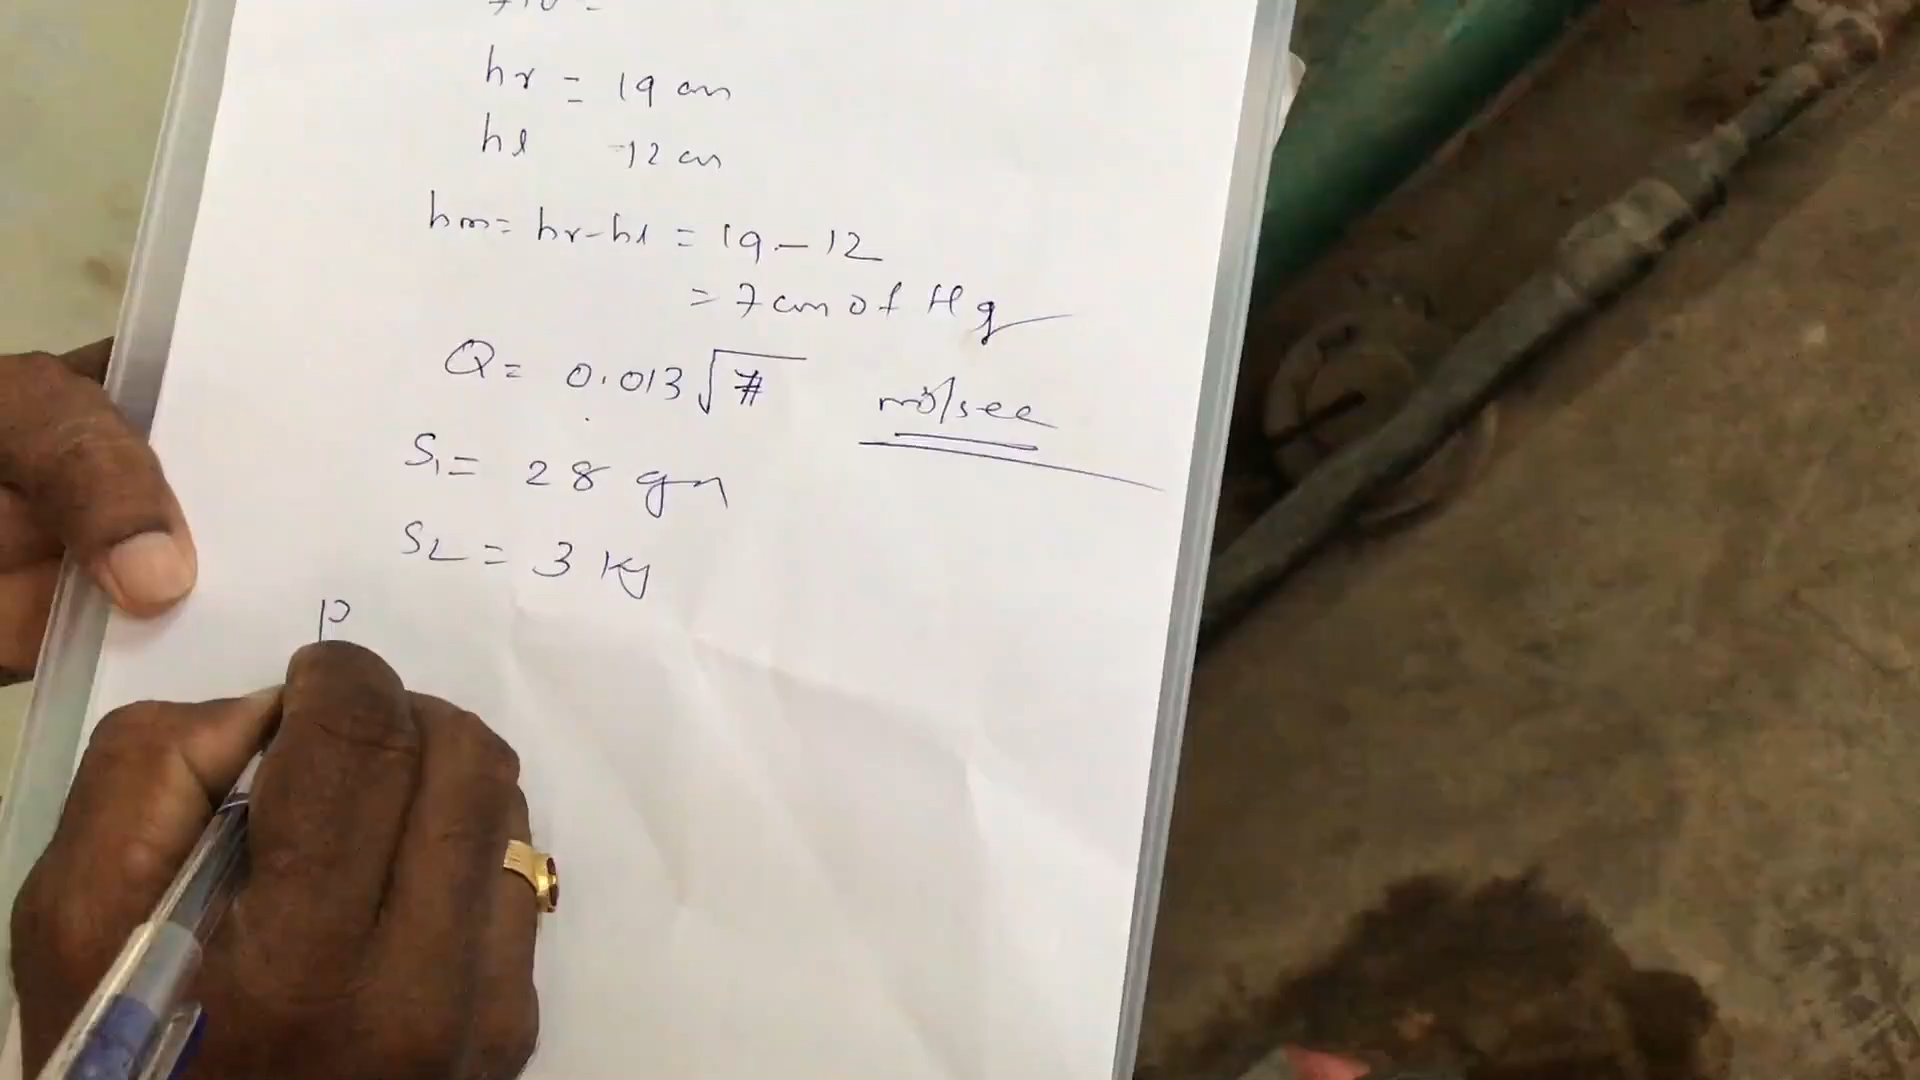 hr = 19 cm
hl -12 cm
hm = hr-hl = 19 - 12
= 7 cm of Hg
Q = 0.013√7 m³/sec
S1 = 28 gm
S2 = 3 Kg
P